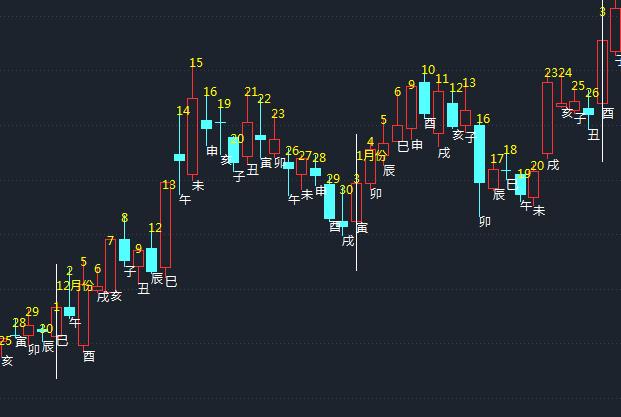 25
亥
28
寅
29
卯
30
辰
1
巳
12月份
2
午
5
酉
6
戌
7
亥
8
子
9
丑
12
辰
13
巳
14
午
15
未
16
申
19
亥
20
子
21
丑
22
寅
23
卯
26
午
27
未
28
申
29
酉
30
戌
3
寅
1月份
4
卯
5
辰
6
巳
9
申
10
酉
11
戌
12
亥
13
子
16
卯
17
辰
18
巳
19
午
20
未
23
戌
24
亥
25
子
26
丑
3
酉